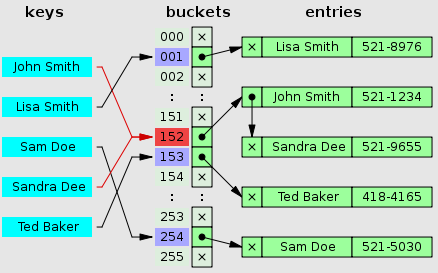 keys
buckets
entries
John Smith
Lisa Smith
Sam Doe
Sandra Dee
Ted Baker
000 ×
001
002 ×
: :
151 ×
152
153
154 ×
: :
253 ×
254
255 ×
× Lisa Smith 521-8976
John Smith 521-1234
× Sandra Dee 521-9655
× Ted Baker 418-4165
× Sam Doe 521-5030